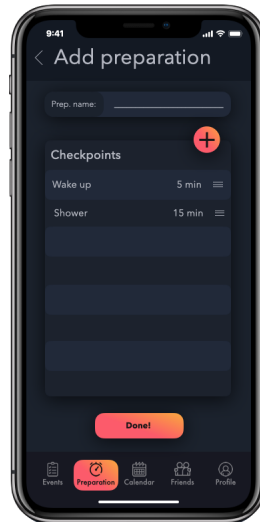 9:41
Add preparation
Prep. name:
Checkpoints
Wake up 5 min
Shower 15 min
Done!
Events Preparation Calendar Friends Profile